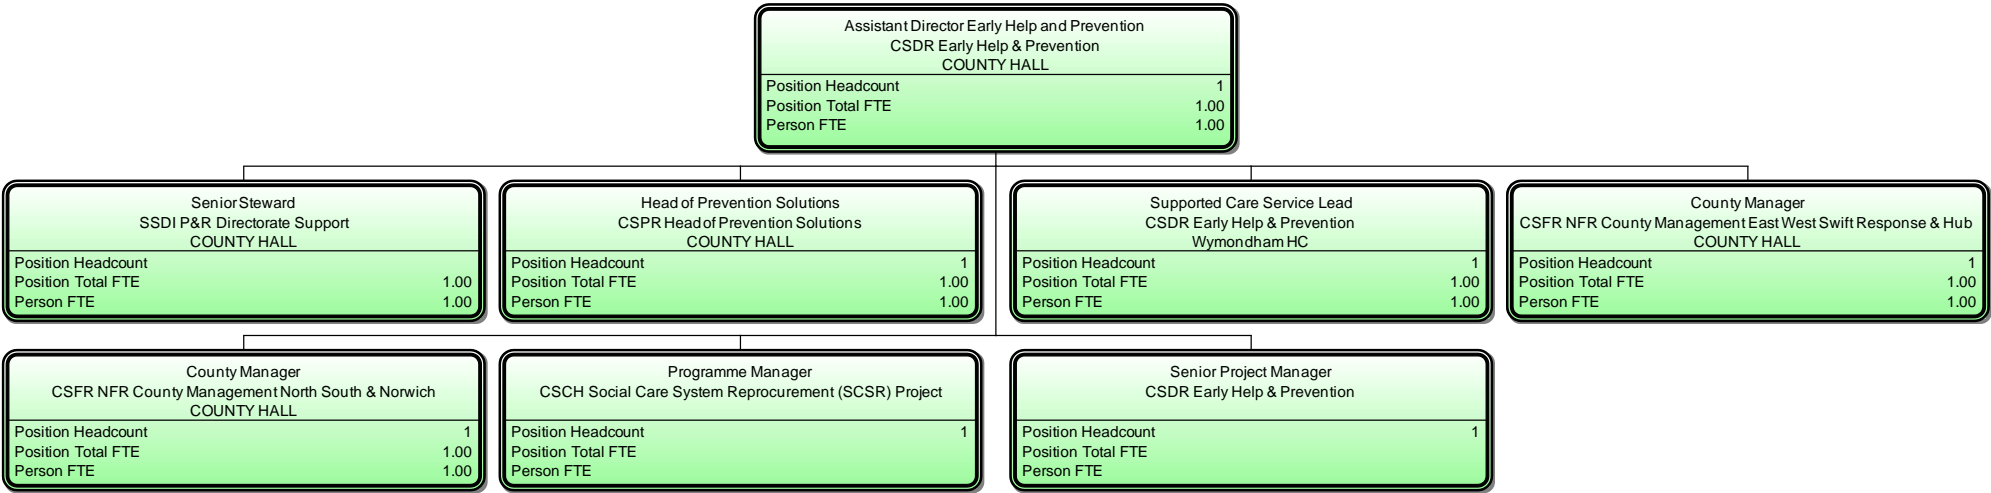 Assistant Director Early Help and Prevention
CSDR Early Help & Prevention
COUNTY HALL
Position Headcount 1
Position Total FTE 1.00
Person FTE 1.00
Senior Steward
SSDI P&R Directorate Support
COUNTY HALL
Position Headcount
Position Total FTE 1.00
Person FTE 1.00
Head of Prevention Solutions
CSPR Head of Prevention Solutions
COUNTY HALL
Position Headcount 1
Position Total FTE 1.00
Person FTE 1.00
Supported Care Service Lead
CSDR Early Help & Prevention
Wymondham HC
Position Headcount 1
Position Total FTE 1.00
Person FTE 1.00
County Manager
CSFR NFR County Management East West Swift Response & Hub
COUNTY HALL
Position Headcount 1
Position Total FTE 1.00
Person FTE 1.00
County Manager
CSFR NFR County Management North South & Norwich
COUNTY HALL
Position Headcount 1
Position Total FTE 1.00
Person FTE 1.00
Programme Manager
CSCH Social Care System Reprocurement (SCSR) Project
Position Headcount 1
Position Total FTE
Person FTE
Senior Project Manager
CSDR Early Help & Prevention
Position Headcount 1
Position Total FTE
Person FTE